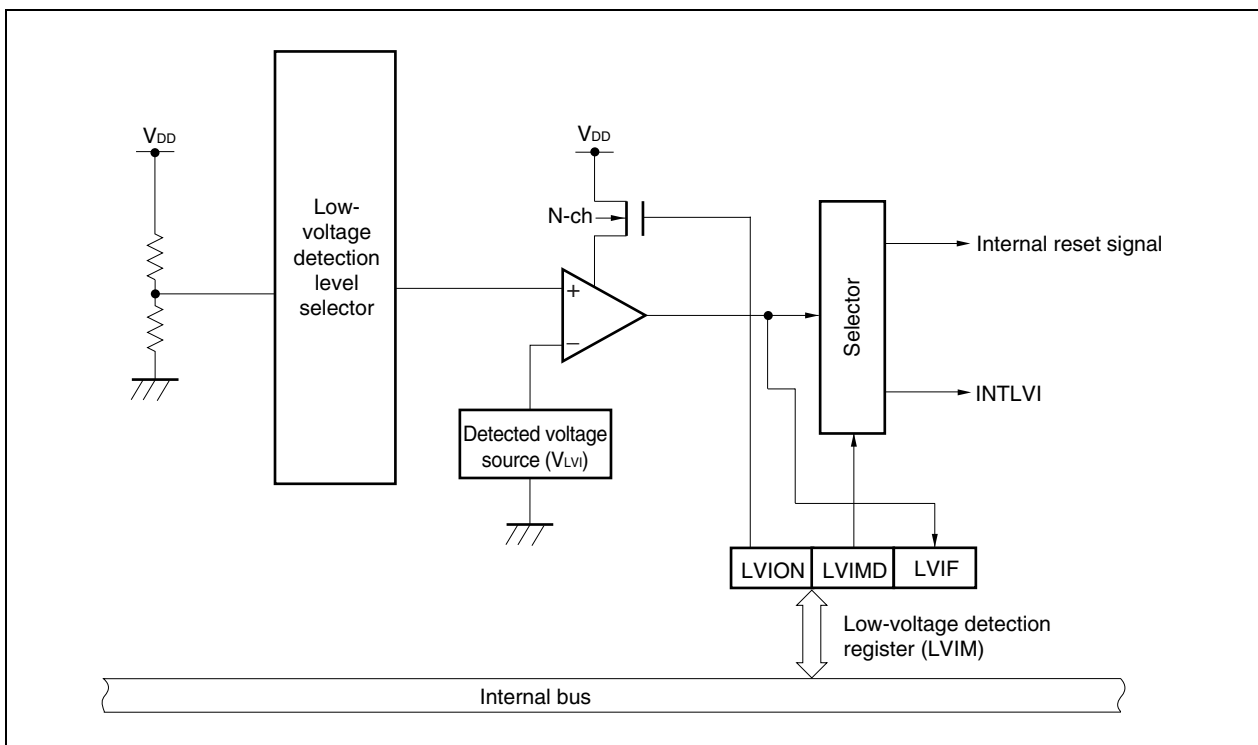 VDD
Low-
voltage
detection
level
selector
VDD
N-ch
+
−
Detected voltage
source (VLVI)
Selector
Internal reset signal
INTLVI
LVION
LVIMD
LVIF
Low-voltage detection
register (LVIM)
Internal bus